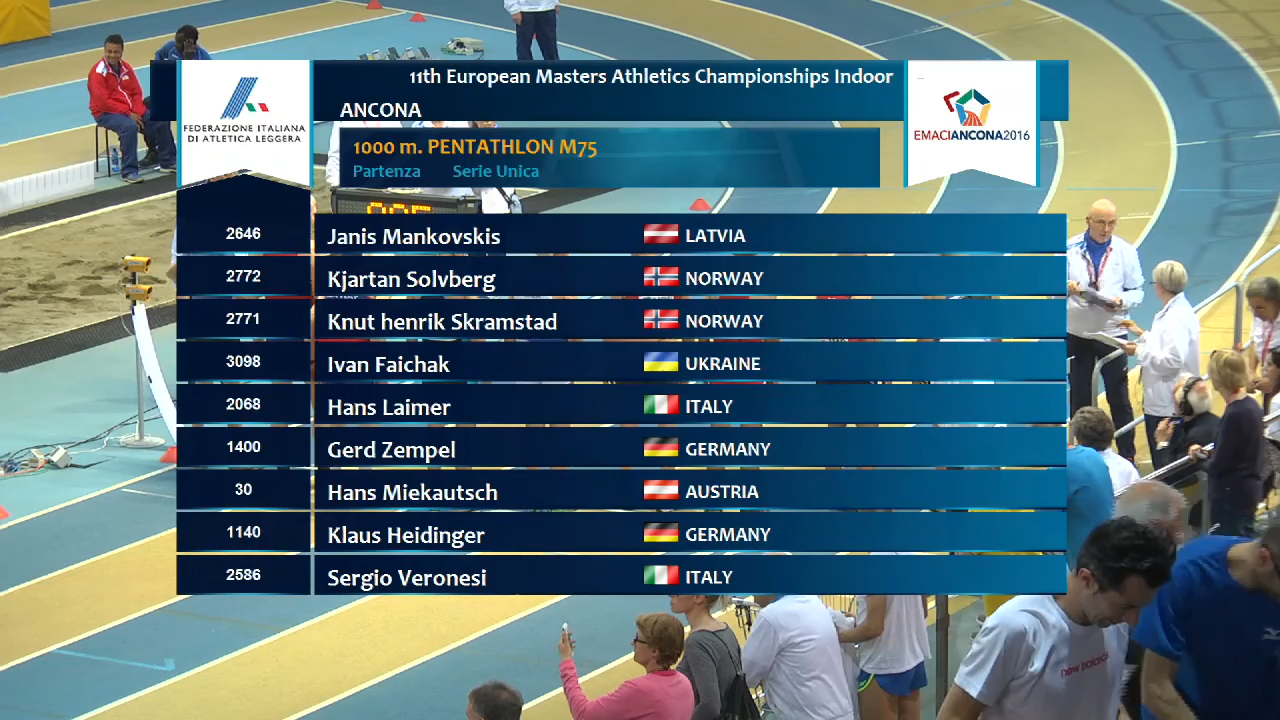 11th European Masters Athletics Championships Indoor
ANCONA
FEDERAZIONE ITALIANA
DI ATLETICA LEGGERA
EMACIANCONA2016
1000 m. PENTATHLON M75
Partenza Serie Unica
2646 Janis Mankovskis LATVIA
2772 Kjartan Solvberg NORWAY
2771 Knut henrik Skramstad NORWAY
3098 Ivan Faichak UKRAINE
2068 Hans Laimer ITALY
1400 Gerd Zempel GERMANY
30 Hans Miekautsch AUSTRIA
1140 Klaus Heidinger GERMANY
2586 Sergio Veronesi ITALY
new balance